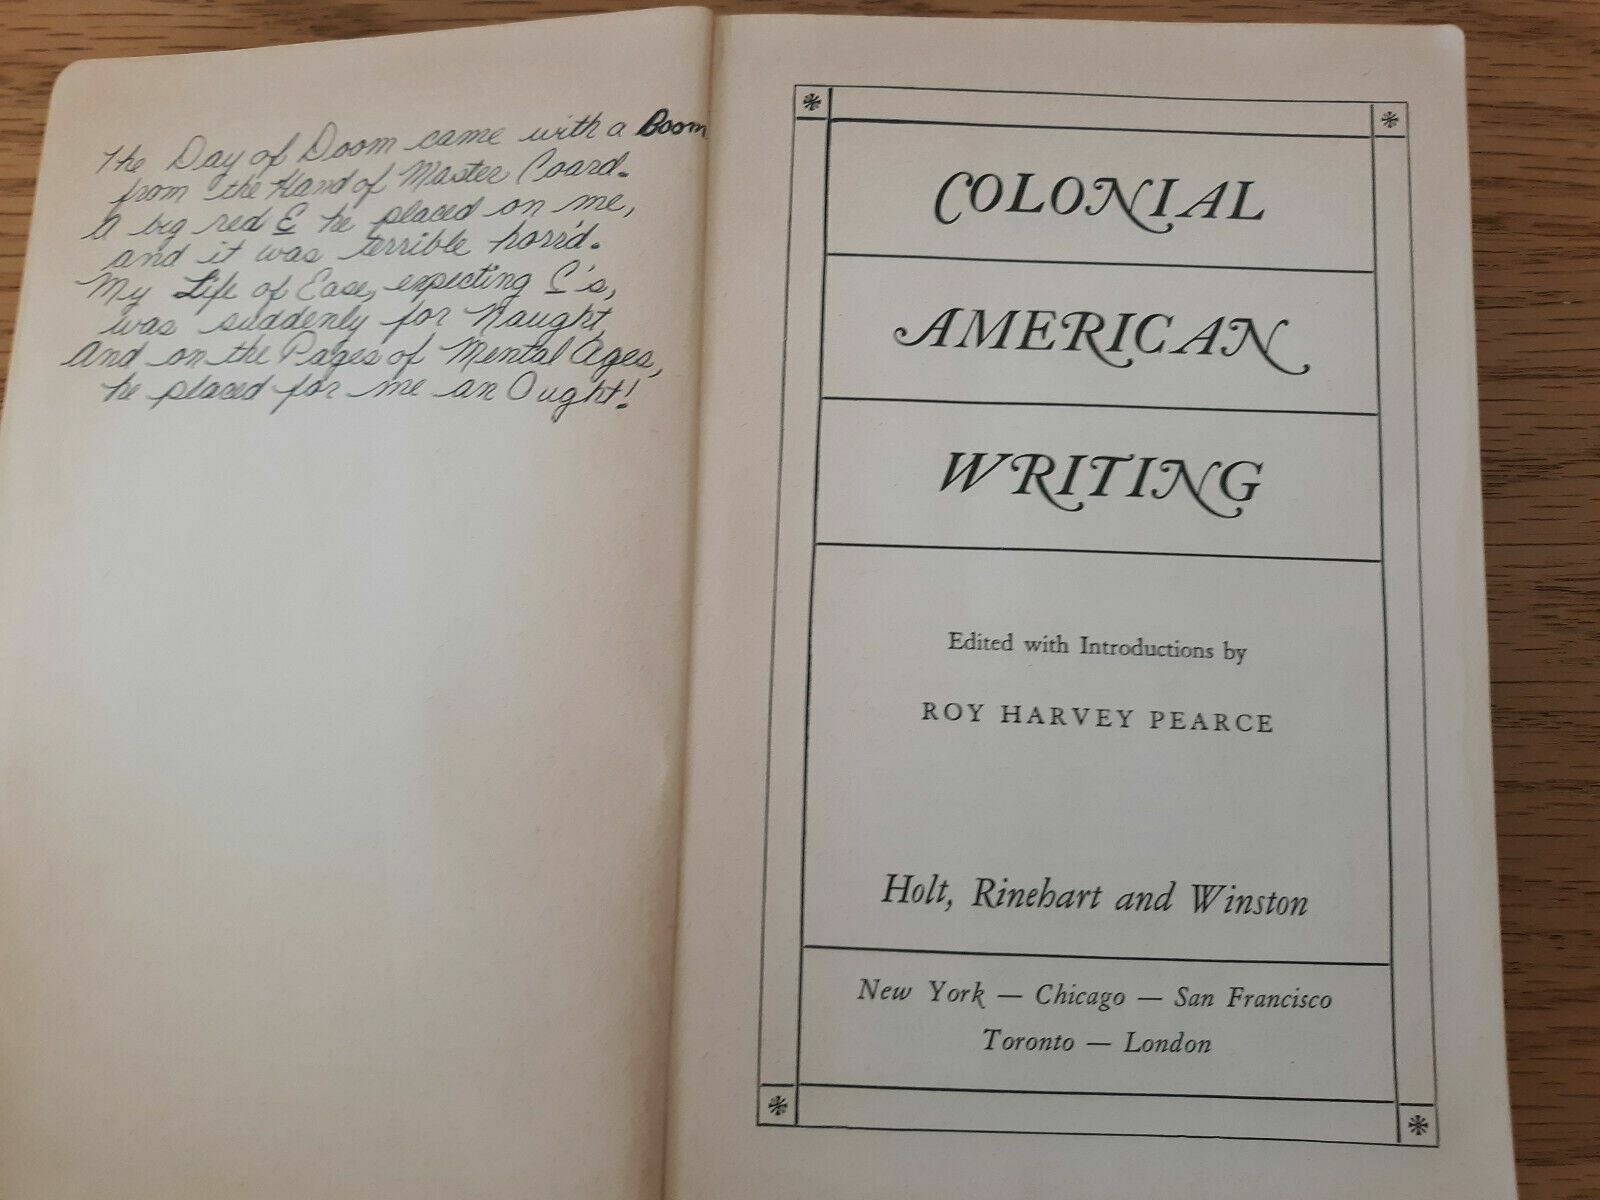 The Day of Doom came with a Boom
from the Hand of Master Coard.
A big red E he placed on me,
and it was terrible horr'd.
My Life of Ease, expecting C's,
was suddenly for Naught,
And on the Pages of Mental Ages,
he placed for me an Ought!
COLONIAL
AMERICAN
WRITING
Edited with Introductions by
ROY HARVEY PEARCE
Holt, Rinehart and Winston
New York — Chicago — San Francisco
Toronto — London